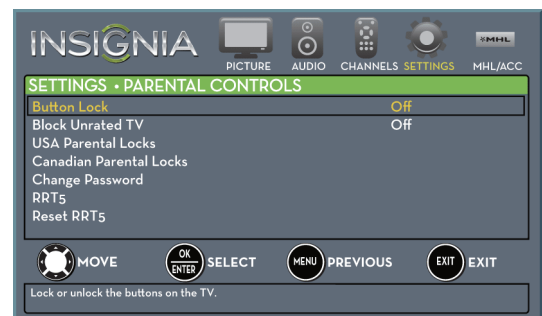 INSIGNIA
PICTURE AUDIO CHANNELS SETTINGS MHL/ACC
MHL
SETTINGS • PARENTAL CONTROLS
Button Lock Off
Block Unrated TV Off
USA Parental Locks
Canadian Parental Locks
Change Password
RRT5
Reset RRT5
MOVE OK ENTER SELECT MENU PREVIOUS EXIT EXIT
Lock or unlock the buttons on the TV.